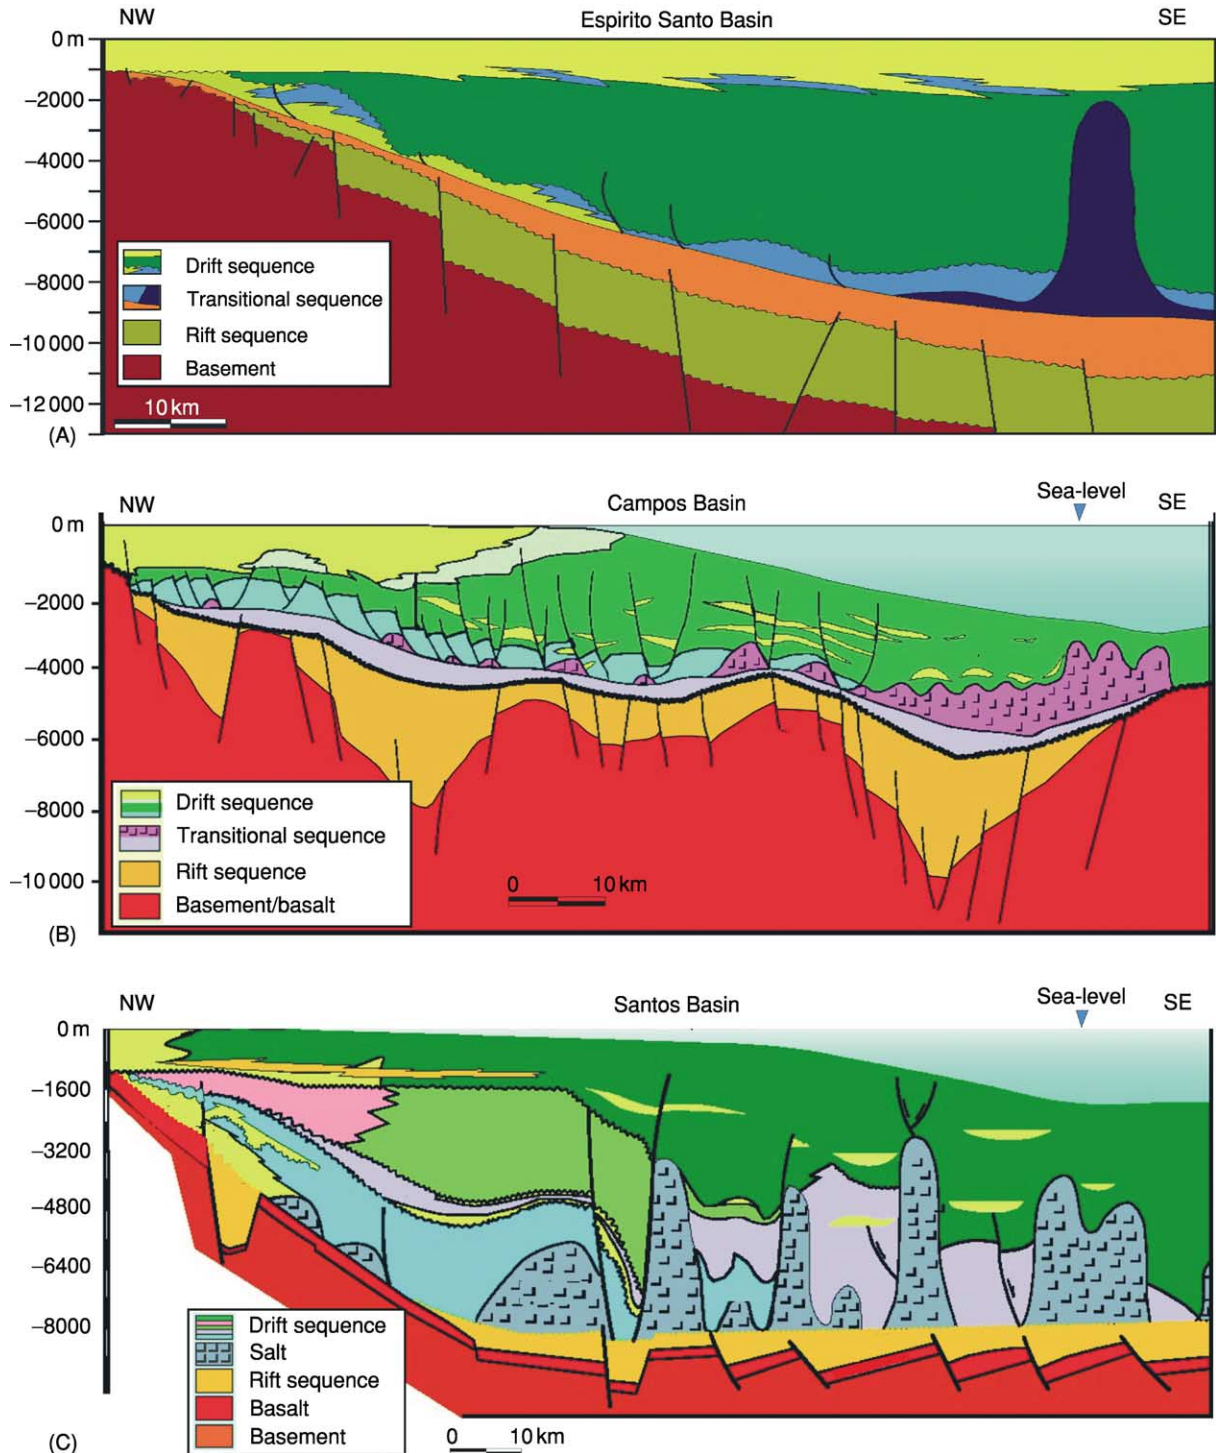 NW Espirito Santo Basin SE
0 m
–2000
–4000
–6000
–8000
–10 000
–12 000
Drift sequence
Transitional sequence
Rift sequence
Basement
10 km
(A)
NW Campos Basin Sea-level SE
0 m
–2000
–4000
–6000
–8000
–10 000
Drift sequence
Transitional sequence
Rift sequence
Basement/basalt
0 10 km
(B)
NW Santos Basin Sea-level SE
0 m
–1600
–3200
–4800
–6400
–8000
Drift sequence
Salt
Rift sequence
Basalt
Basement
0 10 km
(C)